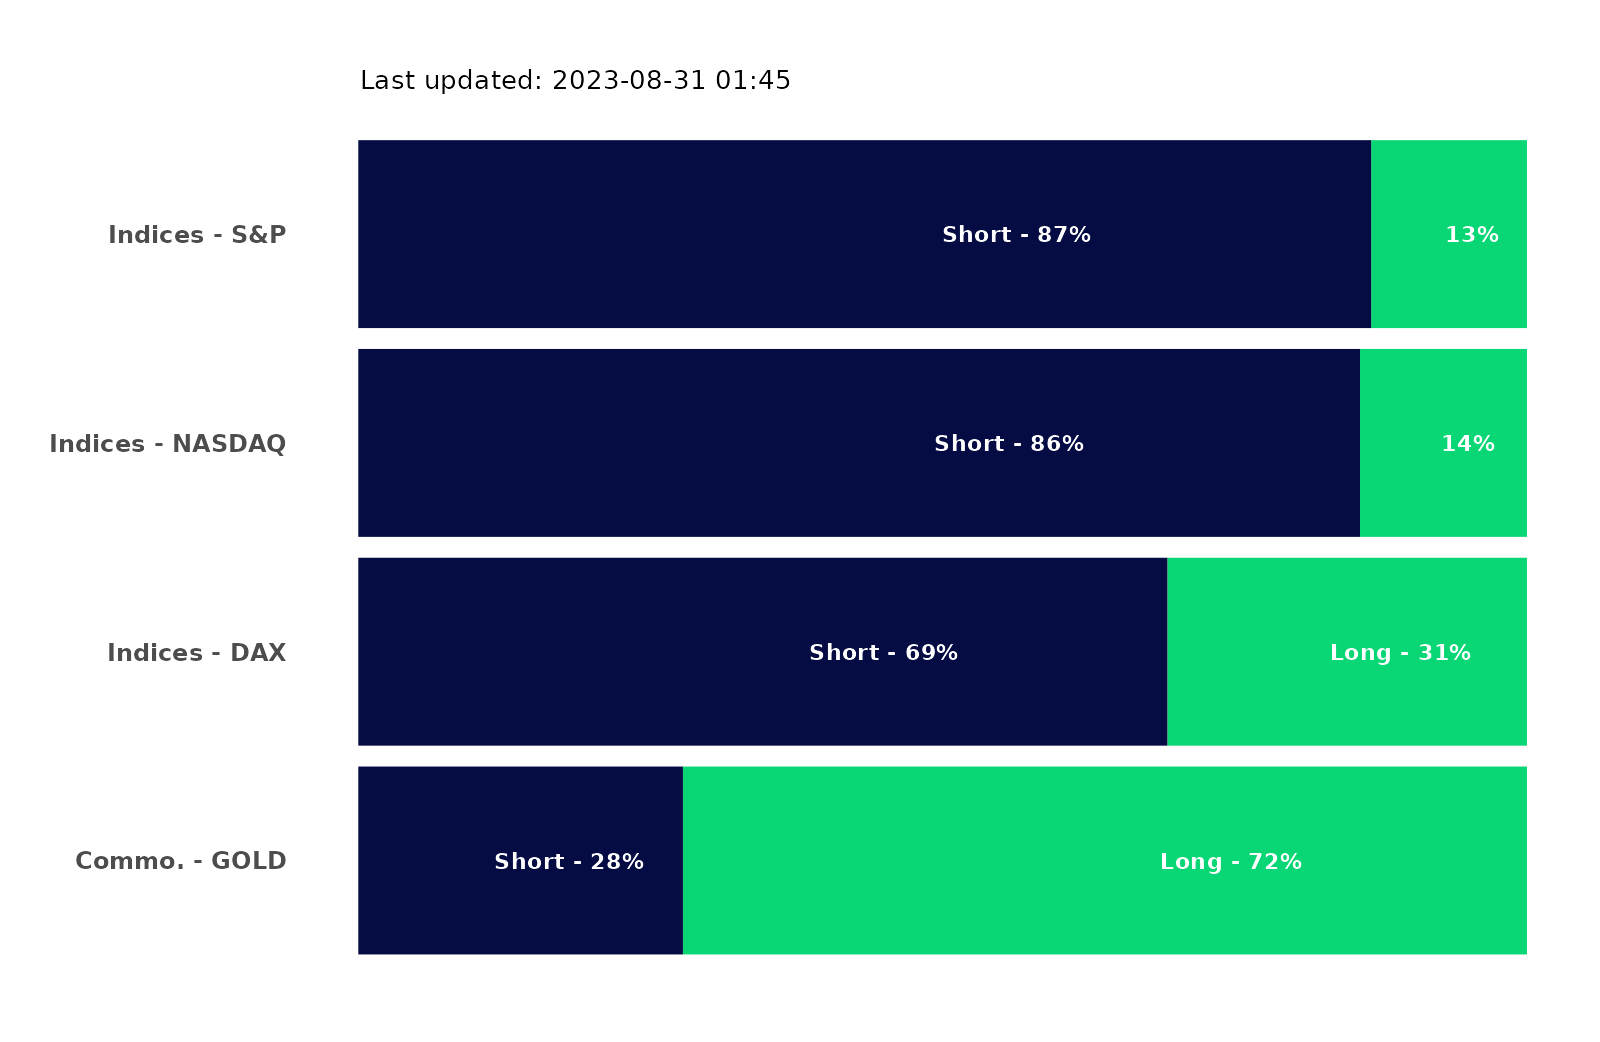 Last updated: 2023-08-31 01:45
Indices - S&P Short - 87% 13%
Indices - NASDAQ Short - 86% 14%
Indices - DAX Short - 69% Long - 31%
Commo. - GOLD Short - 28% Long - 72%